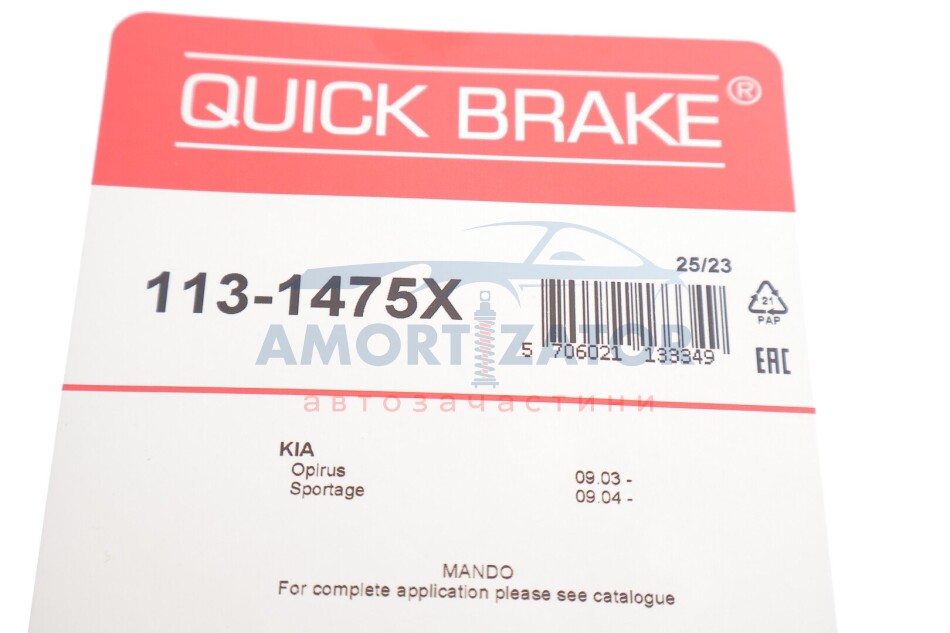 QUICK BRAKE®
25/23
113-1475X
21
PAP
AMORTIZATOR
5 706021 133349
EAC
автозачастини
KIA
Opirus 09.03 -
Sportage 09.04 -
MANDO
For complete application please see catalogue